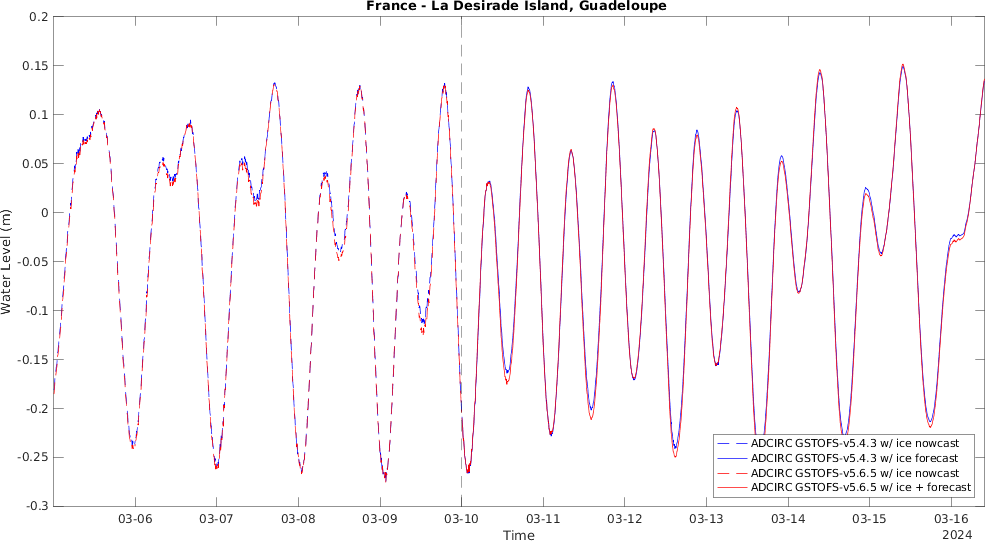 France - La Desirade Island, Guadeloupe
0.2
0.15
0.1
0.05
0
-0.05
-0.1
-0.15
-0.2
-0.25
-0.3
Water Level (m)
ADCIRC GSTOFS-v5.4.3 w/ ice nowcast
ADCIRC GSTOFS-v5.4.3 w/ ice forecast
ADCIRC GSTOFS-v5.6.5 w/ ice nowcast
ADCIRC GSTOFS-v5.6.5 w/ ice + forecast
03-06 03-07 03-08 03-09 03-10 03-11 03-12 03-13 03-14 03-15 03-16
Time
2024